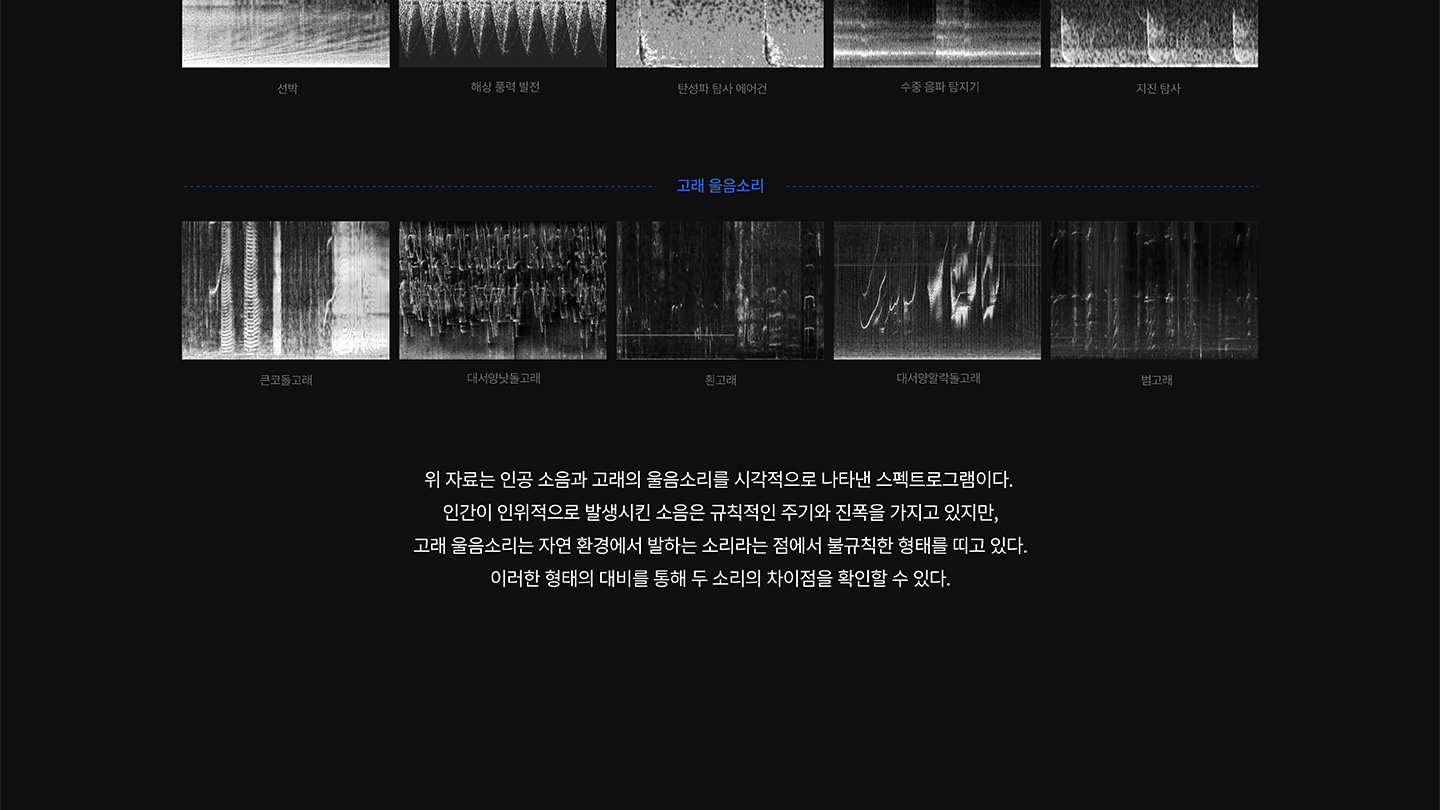 선박
해상 풍력 발전
탄성파 탐사 에어건
수중 음파 탐지기
지진 탐사
고래 울음소리
큰코돌고래
대서양낫돌고래
흰고래
대서양알락돌고래
범고래
위 자료는 인공 소음과 고래의 울음소리를 시각적으로 나타낸 스펙트로그램이다.
인간이 인위적으로 발생시킨 소음은 규칙적인 주기와 진폭을 가지고 있지만,
고래 울음소리는 자연 환경에서 발하는 소리라는 점에서 불규칙한 형태를 띠고 있다.
이러한 형태의 대비를 통해 두 소리의 차이점을 확인할 수 있다.